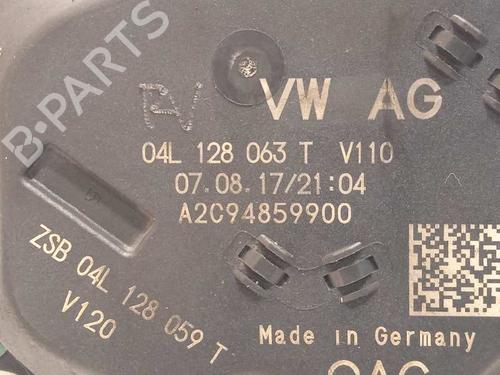 B-PARTS
VW AG
04L 128 063 T V110
07.08.17/21:04
A2C94859900
ZSB 04L 128 059 T
V120
Made in Germany